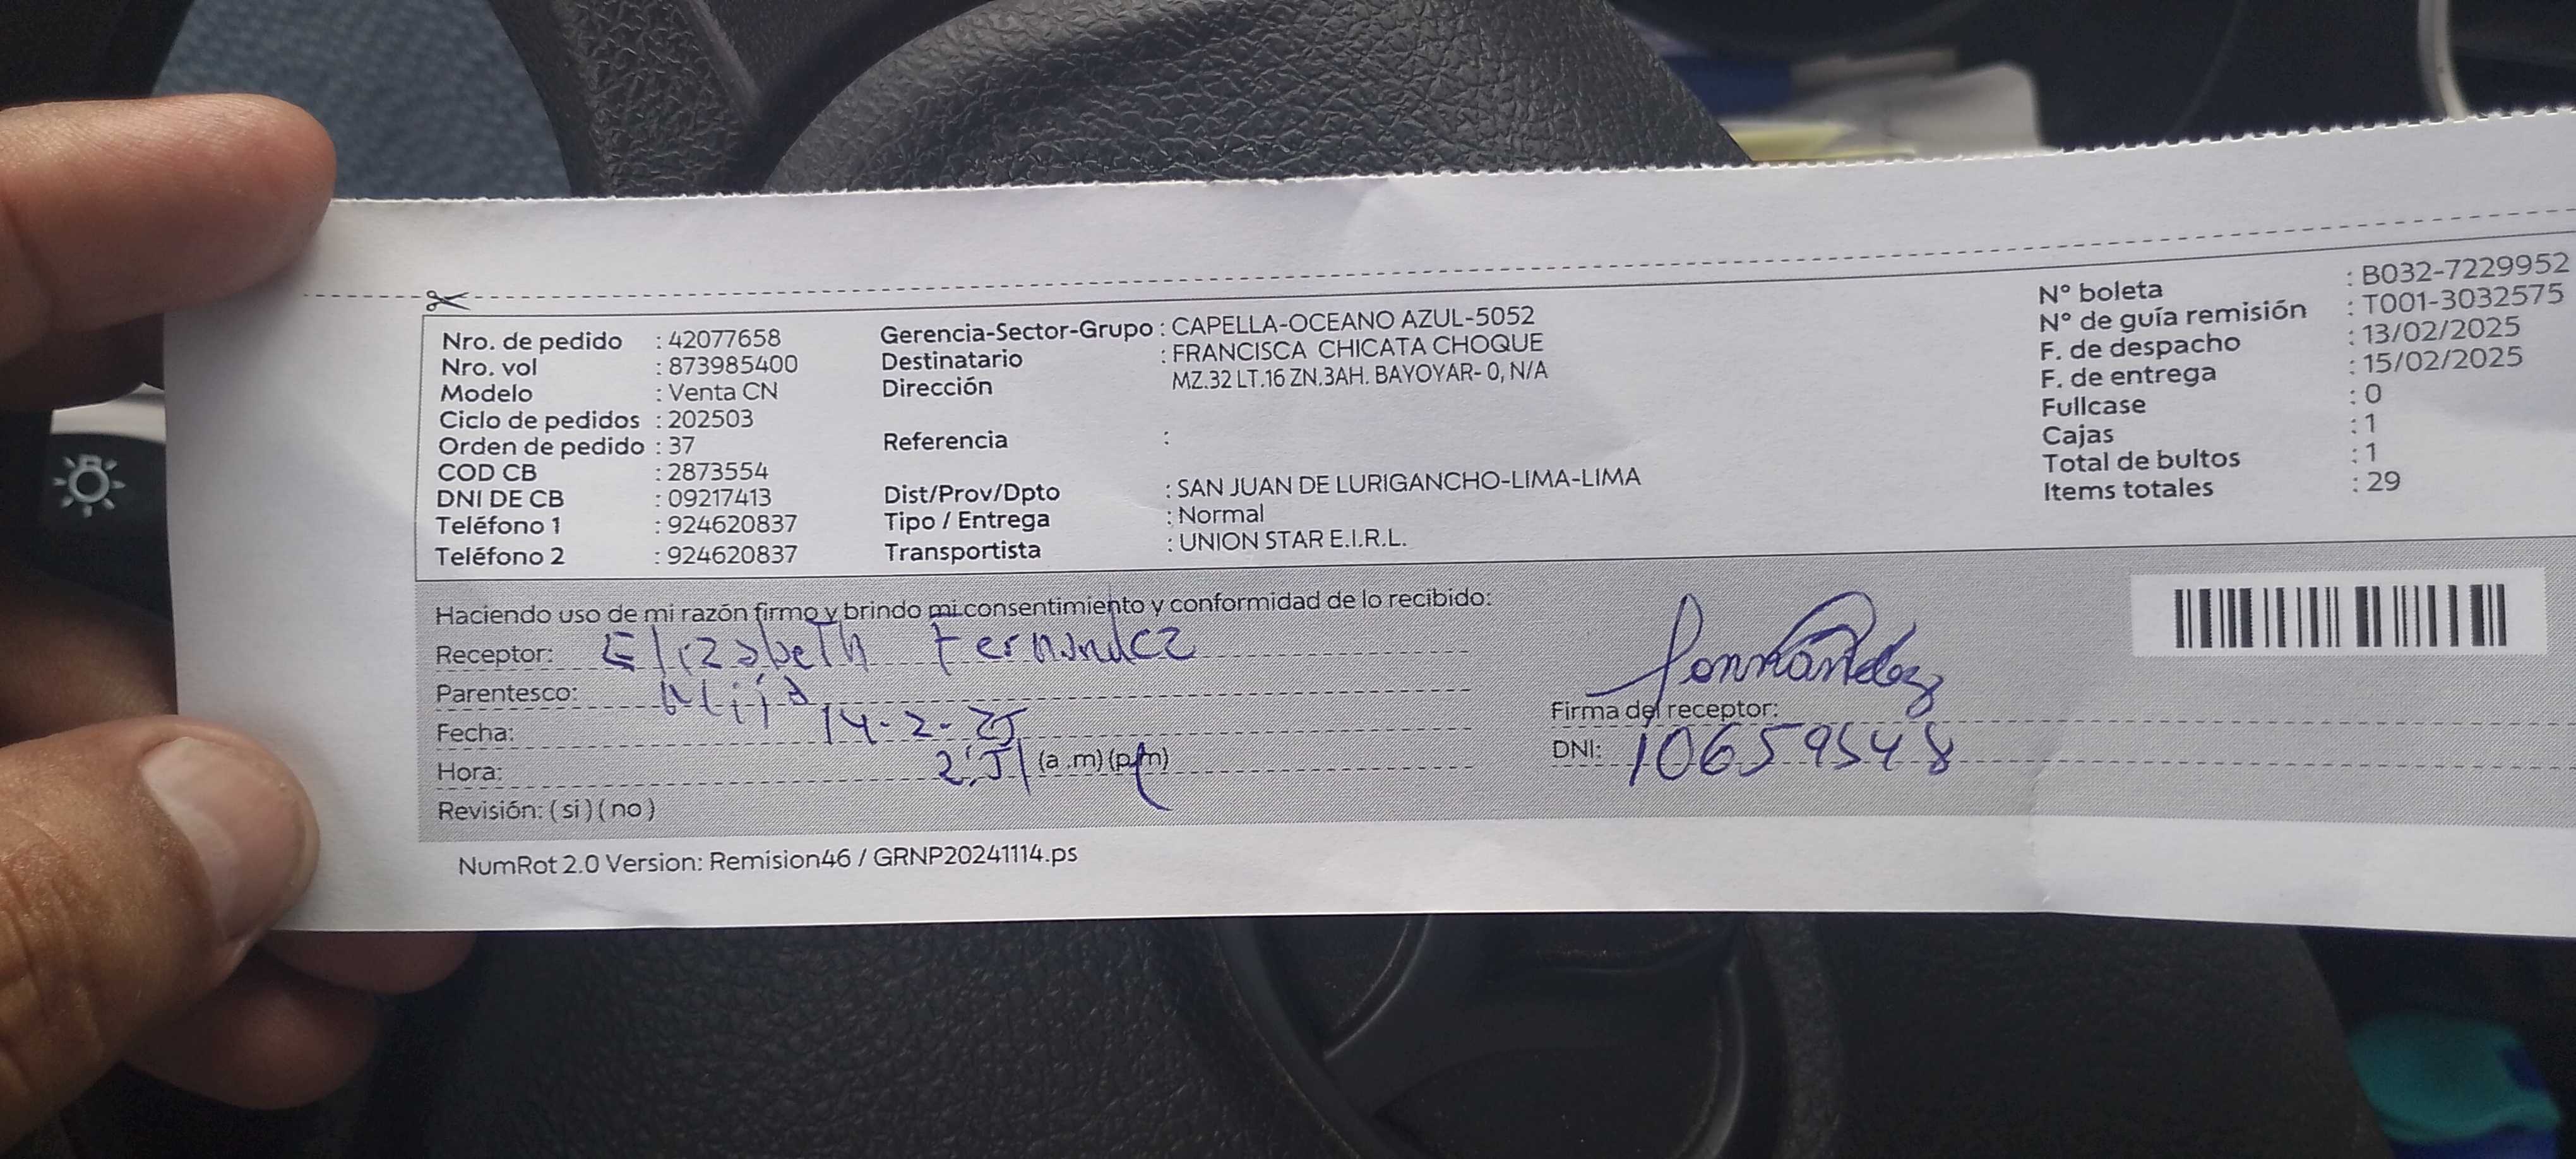 Nro. de pedido : 42077658
Nro. vol : 873985400
Modelo : Venta CN
Ciclo de pedidos : 202503
Orden de pedido : 37
COD CB : 2873554
DNI DE CB : 09217413
Teléfono 1 : 924620837
Teléfono 2 : 924620837
Gerencia-Sector-Grupo : CAPELLA-OCEANO AZUL-5052
Destinatario : FRANCISCA CHICATA CHOQUE
Dirección MZ.32 LT.16 ZN.3AH. BAYOYAR- 0, N/A
Referencia :
Dist/Prov/Dpto : SAN JUAN DE LURIGANCHO-LIMA-LIMA
Tipo / Entrega : Normal
Transportista : UNION STAR E.I.R.L.
N° boleta : B032-7229952
N° de guía remisión : T001-3032575
F. de despacho : 13/02/2025
F. de entrega : 15/02/2025
Fullcase : 0
Cajas : 1
Total de bultos : 1
Items totales : 29
Haciendo uso de mi razón firmo y brindo mi consentimiento y conformidad de lo recibido:
Receptor: Elizabeth Fernandez
Parentesco: Hija
Fecha: 14-2-25
Hora: 2:51 (a .m) (p.m)
Revisión: ( si ) ( no )
Fernández
Firma del receptor:
DNI: 10659548
NumRot 2.0 Version: Remision46 / GRNP20241114.ps